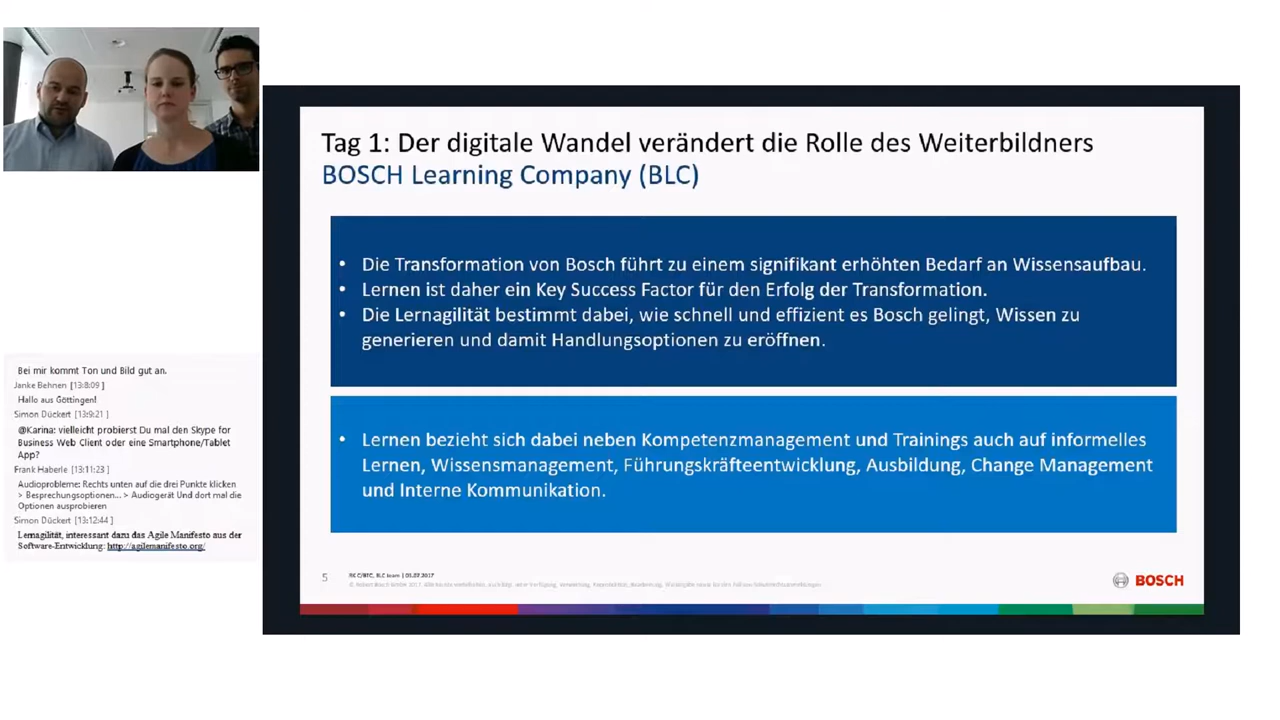 Tag 1: Der digitale Wandel verändert die Rolle des Weiterbildners
BOSCH Learning Company (BLC)
• Die Transformation von Bosch führt zu einem signifikant erhöhten Bedarf an Wissensaufbau.
• Lernen ist daher ein Key Success Factor für den Erfolg der Transformation.
• Die Lernagilität bestimmt dabei, wie schnell und effizient es Bosch gelingt, Wissen zu
generieren und damit Handlungsoptionen zu eröffnen.
• Lernen bezieht sich dabei neben Kompetenzmanagement und Trainings auch auf informelles
Lernen, Wissensmanagement, Führungskräfteentwicklung, Ausbildung, Change Management
und Interne Kommunikation.
5
BLC team | 03.07.2017
BOSCH
Bei mir kommt Ton und Bild gut an.
Janke Behnen [13:8:09 ]
Hallo aus Göttingen!
Simon Dückert [13:9:21 ]
@Karina: vielleicht probierst Du mal den Skype for
Business Web Client oder eine Smartphone/Tablet
App?
Frank Haberle [13:11:23 ]
Audioprobleme: Rechts unten auf die drei Punkte klicken
> Besprechungsoptionen... > Audiogerät Und dort mal die
Optionen ausprobieren
Simon Dückert [13:12:44 ]
Lernagilität, interessant dazu das Agile Manifesto aus der
Software-Entwicklung: http://agilemanifesto.org/